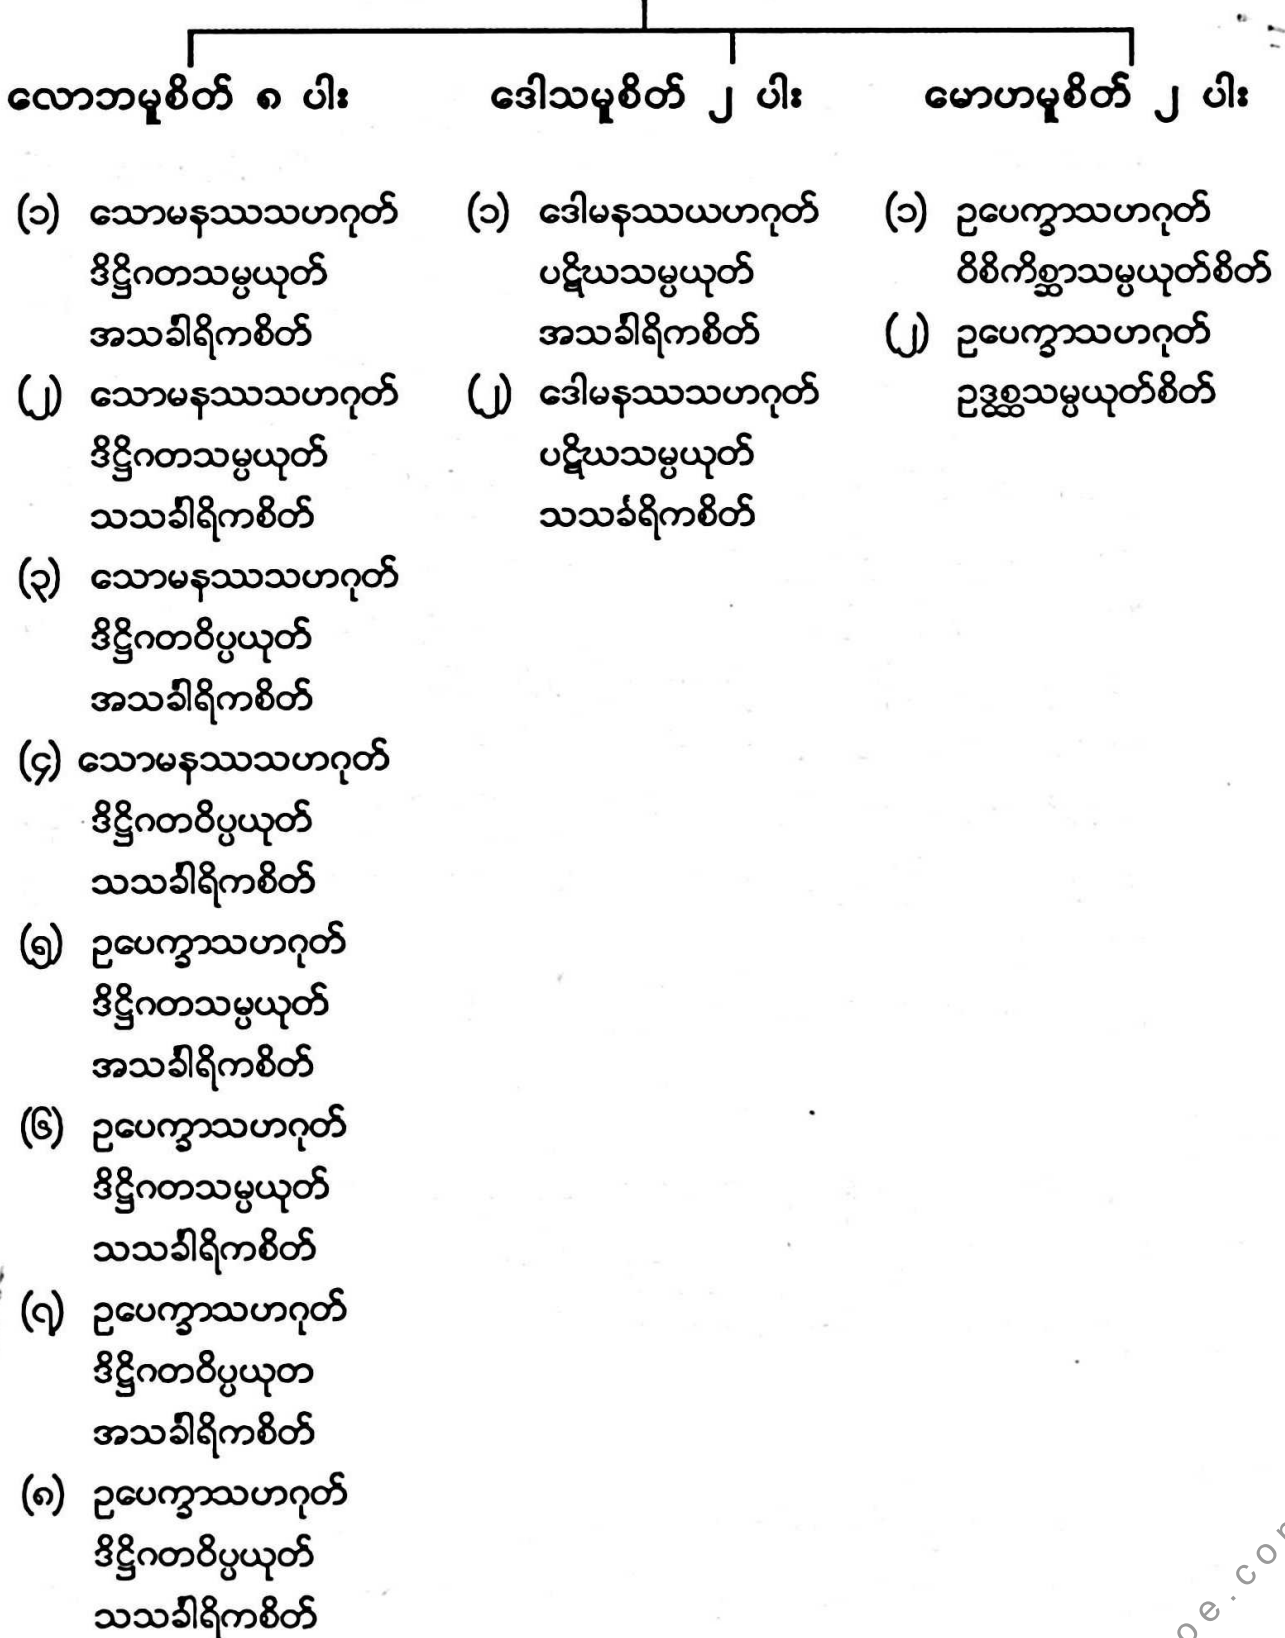 လောဘမူစိတ် ၈ ပါး
(၁) သောမနဿသဟဂုတ်
ဒိဋ္ဌိဂတသမ္ပယုတ်
အသင်္ခါရိကစိတ်
(၂) သောမနဿသဟဂုတ်
ဒိဋ္ဌိဂတသမ္ပယုတ်
သသင်္ခါရိကစိတ်
(၃) သောမနဿသဟဂုတ်
ဒိဋ္ဌိဂတဝိပ္ပယုတ်
အသင်္ခါရိကစိတ်
(၄) သောမနဿသဟဂုတ်
ဒိဋ္ဌိဂတဝိပ္ပယုတ်
သသင်္ခါရိကစိတ်
(၅) ဥပေက္ခာသဟဂုတ်
ဒိဋ္ဌိဂတသမ္ပယုတ်
အသင်္ခါရိကစိတ်
(၆) ဥပေက္ခာသဟဂုတ်
ဒိဋ္ဌိဂတသမ္ပယုတ်
သသင်္ခါရိကစိတ်
(၇) ဥပေက္ခာသဟဂုတ်
ဒိဋ္ဌိဂတဝိပ္ပယုတ
အသင်္ခါရိကစိတ်
(၈) ဥပေက္ခာသဟဂုတ်
ဒိဋ္ဌိဂတဝိပ္ပယုတ်
သသင်္ခါရိကစိတ်
ဒေါသမူစိတ် ၂ ပါး
(၁) ဒေါမနဿယဟဂုတ်
ပဋိဃသမ္ပယုတ်
အသင်္ခါရိကစိတ်
(၂) ဒေါမနဿသဟဂုတ်
ပဋိဃသမ္ပယုတ်
သသင်္ခရိကစိတ်
မောဟမူစိတ် ၂ ပါး
(၁) ဥပေက္ခာသဟဂုတ်
ဝိစိကိစ္ဆာသမ္ပယုတ်စိတ်
(၂) ဥပေက္ခာသဟဂုတ်
ဥဒ္ဓစ္ဆသမ္ပယုတ်စိတ်